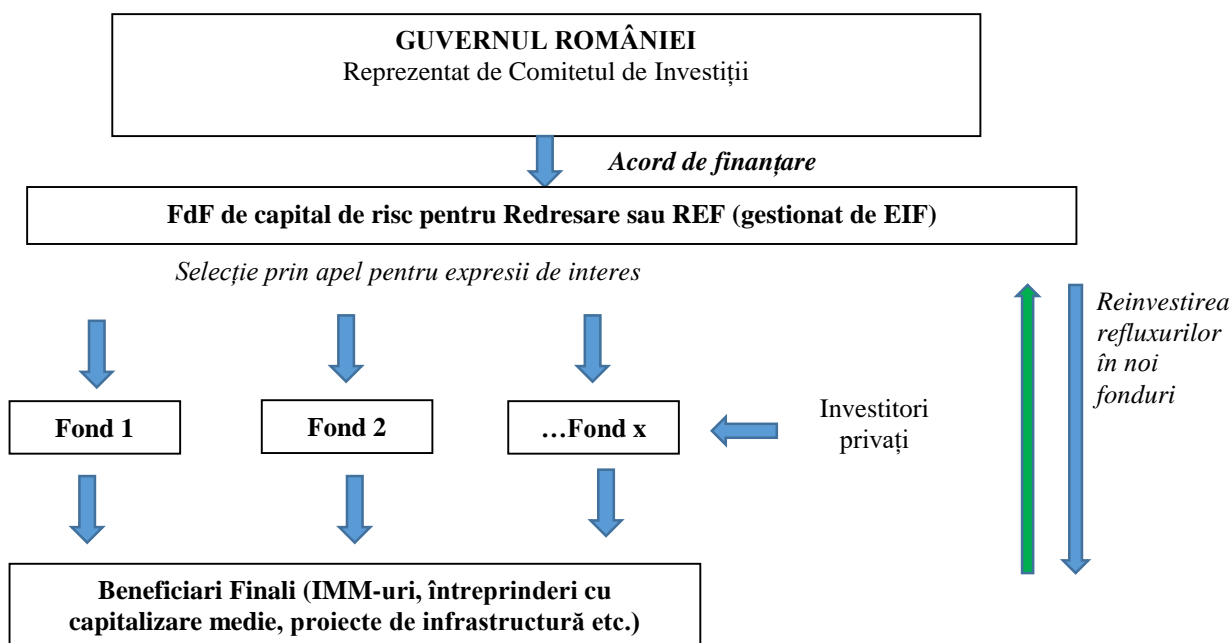 GUVERNUL ROMÂNIEI
Reprezentat de Comitetul de Investiții
Acord de finanțare
FdF de capital de risc pentru Redresare sau REF (gestionat de EIF)
Selecție prin apel pentru expresii de interes
Reinvestirea
refluxurilor
în noi
fonduri
Fond 1
Fond 2
…Fond x
Investitori
privați
Beneficiari Finali (IMM-uri, întreprinderi cu
capitalizare medie, proiecte de infrastructură etc.)